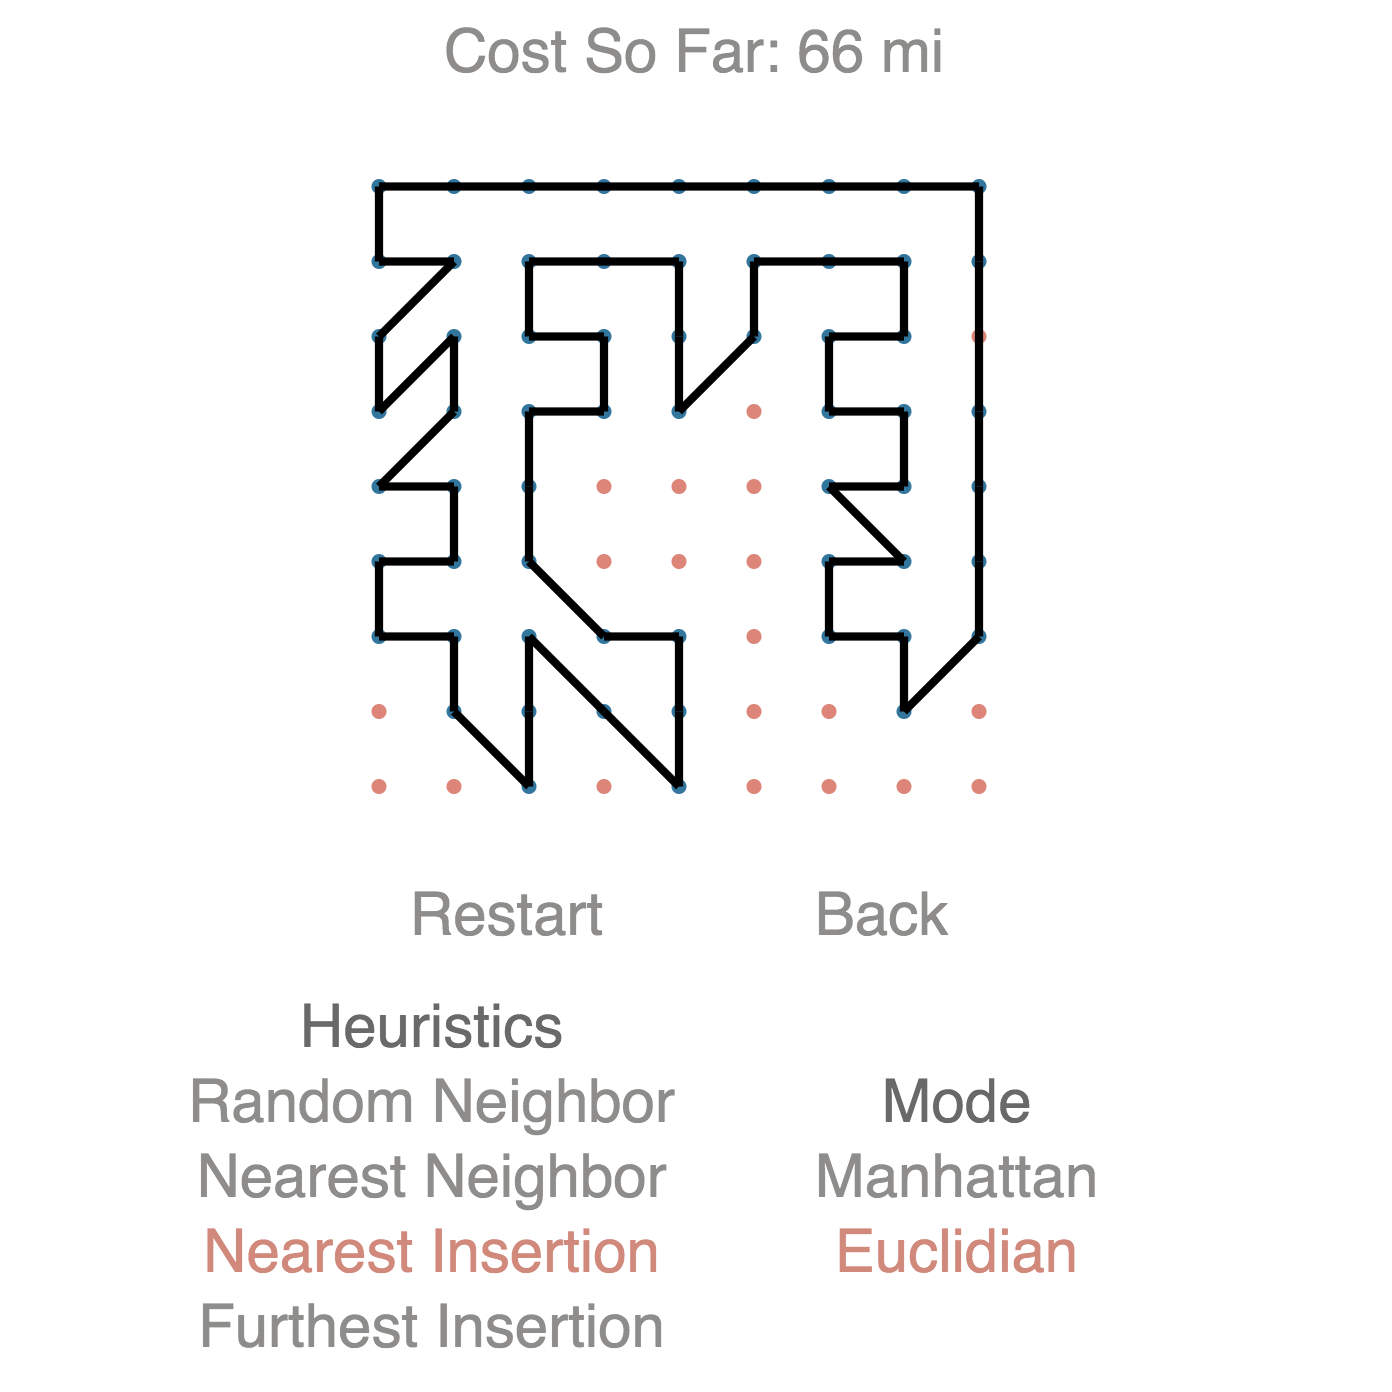 Cost So Far: 66 mi
Restart Back
Heuristics
Random Neighbor Mode
Nearest Neighbor Manhattan
Nearest Insertion Euclidian
Furthest Insertion